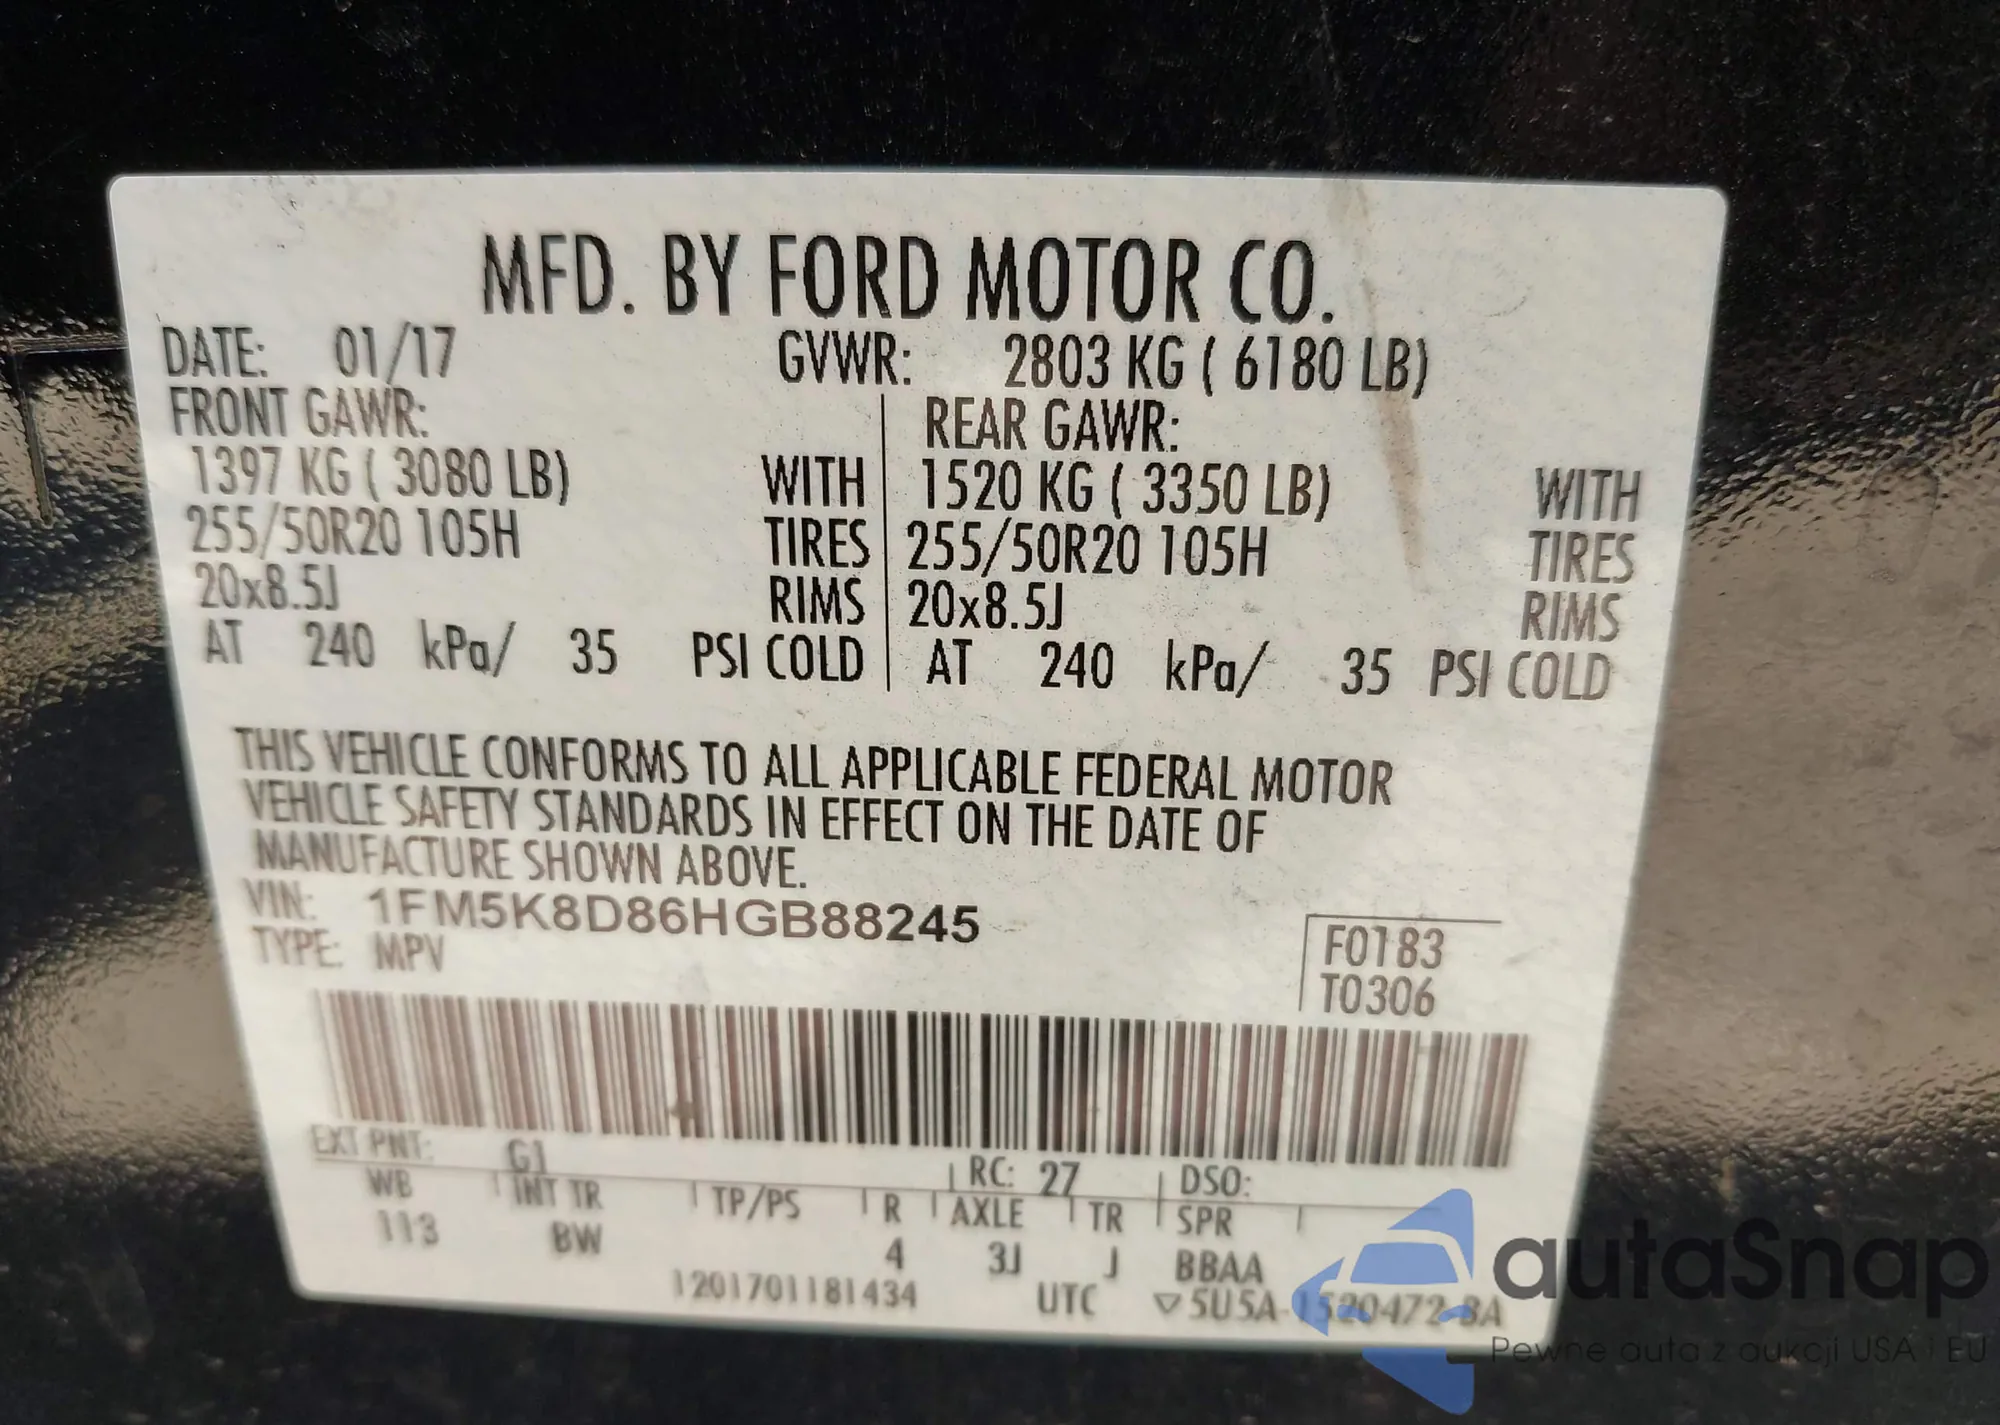 MFD. BY FORD MOTOR CO.
DATE: 01/17 GVWR: 2803 KG ( 6180 LB)
FRONT GAWR: REAR GAWR:
1397 KG ( 3080 LB) WITH 1520 KG ( 3350 LB) WITH
255/50R20 105H TIRES 255/50R20 105H TIRES
20x8.5J RIMS 20x8.5J RIMS
AT 240 kPa/ 35 PSI COLD AT 240 kPa/ 35 PSI COLD
THIS VEHICLE CONFORMS TO ALL APPLICABLE FEDERAL MOTOR
VEHICLE SAFETY STANDARDS IN EFFECT ON THE DATE OF
MANUFACTURE SHOWN ABOVE.
VIN: 1FM5K8D86HGB88245
TYPE: MPV
F0183
T0306
EXT PNT: G1 RC: 27 DSO:
WB INT TR TP/PS R AXLE TR SPR
113 BW 4 3J J BBAA
1201701181434 UTC ▽5U5A-1520472-BA
autaSnap
Pewne auta z aukcji USA i EU